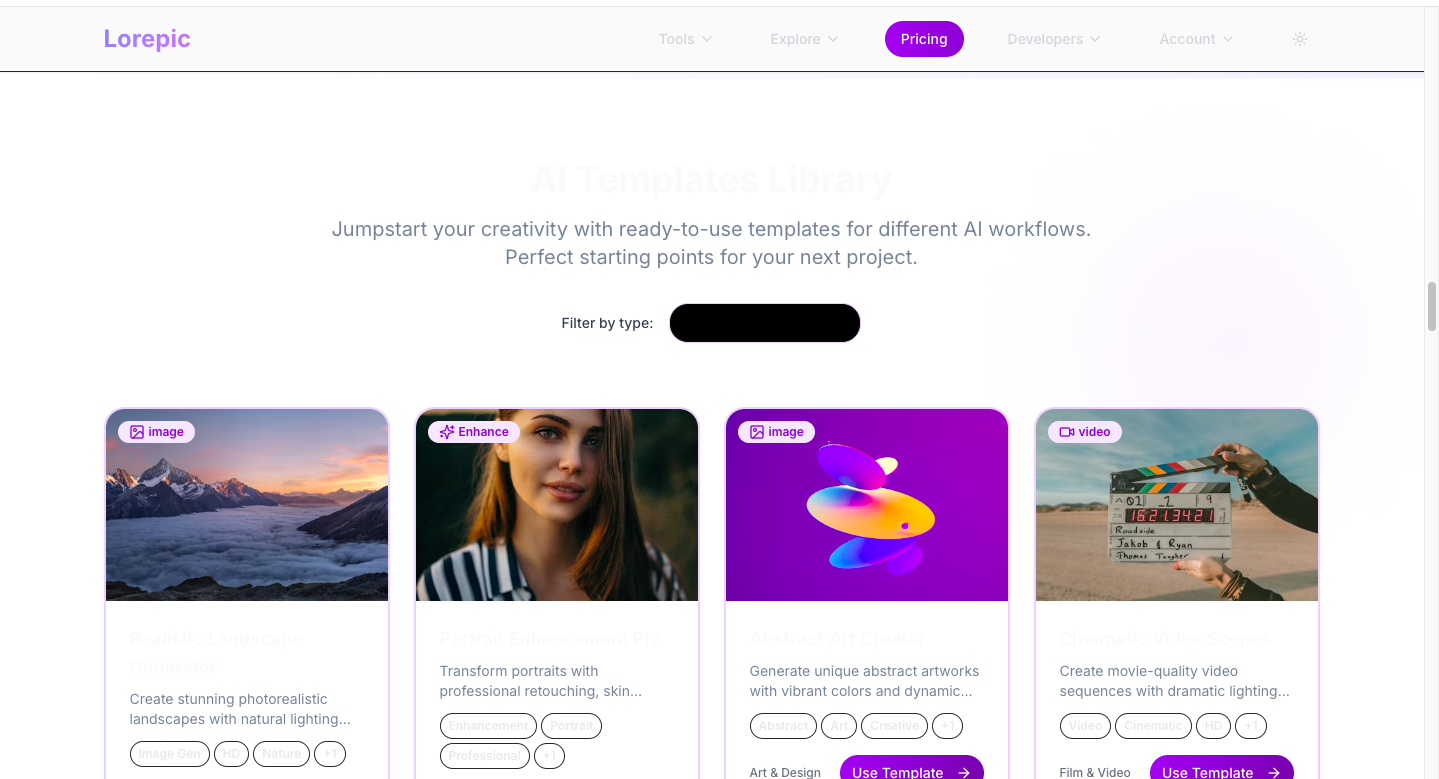 Lorepic
Tools Explore Pricing Developers Account
AI Templates Library
Jumpstart your creativity with ready-to-use templates for different AI workflows.
Perfect starting points for your next project.
Filter by type:
image
Enhance
image
video
01 2 9
16:21:34:21
Roadside
Jakob & Ryan
Realistic Landscape
Generator
Create stunning photorealistic
landscapes with natural lighting...
Image Gen HD Nature +1
Portrait Enhancement Pro
Transform portraits with
professional retouching, skin...
Enhancement Portrait
Professional +1
Abstract Art Creator
Generate unique abstract artworks
with vibrant colors and dynamic...
Abstract Art Creative +1
Art & Design Use Template
Cinematic Video Scenes
Create movie-quality video
sequences with dramatic lighting...
Video Cinematic HD +1
Film & Video Use Template